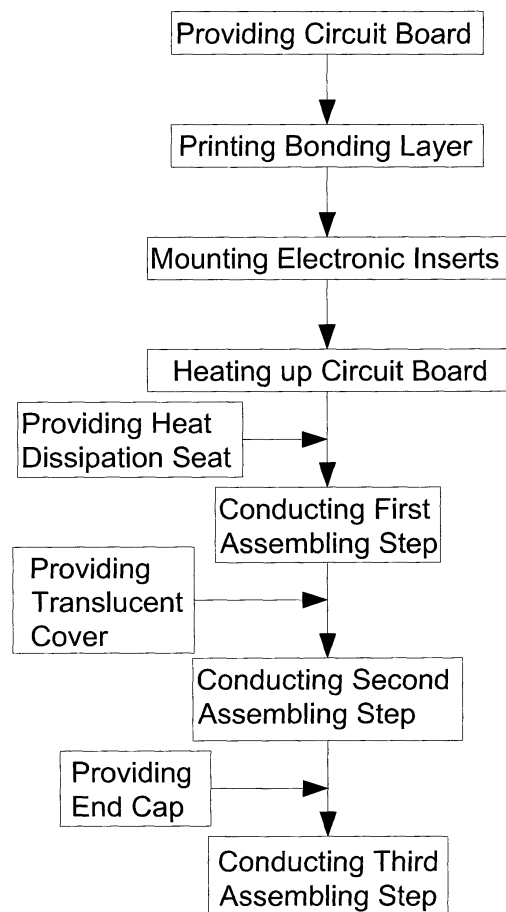 Providing Circuit Board
Printing Bonding Layer
Mounting Electronic Inserts
Heating up Circuit Board
Providing Heat
Dissipation Seat
Conducting First
Assembling Step
Providing
Translucent
Cover
Conducting Second
Assembling Step
Providing
End Cap
Conducting Third
Assembling Step